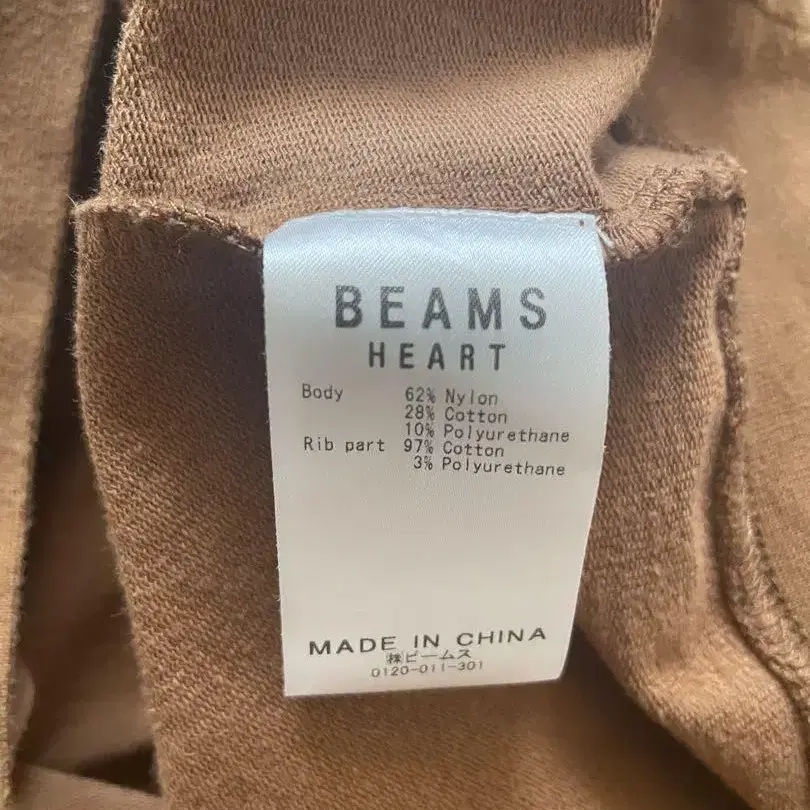 BEAMS
HEART
Body 62% Nylon
28% Cotton
10% Polyurethane
Rib part 97% Cotton
3% Polyurethane
MADE IN CHINA
㈱ビームス
0120-011-301